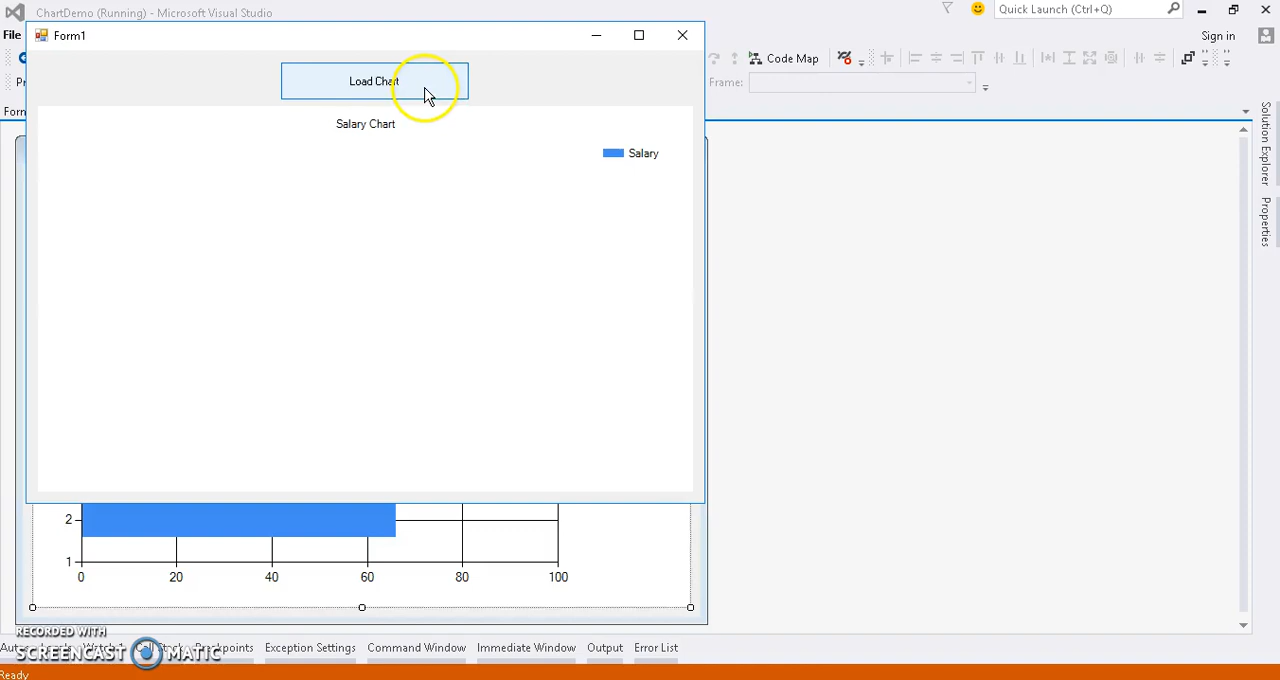 ChartDemo (Running) - Microsoft Visual Studio
Quick Launch (Ctrl+Q)
File
Form1
Sign in
Load Chart
Code Map
Frame:
Form
Salary Chart
Salary
Solution Explorer
Properties
2
1
0 20 40 60 80 100
RECORDED WITH
SCREENCAST MATIC
Breakpoints Exception Settings Command Window Immediate Window Output Error List
Ready